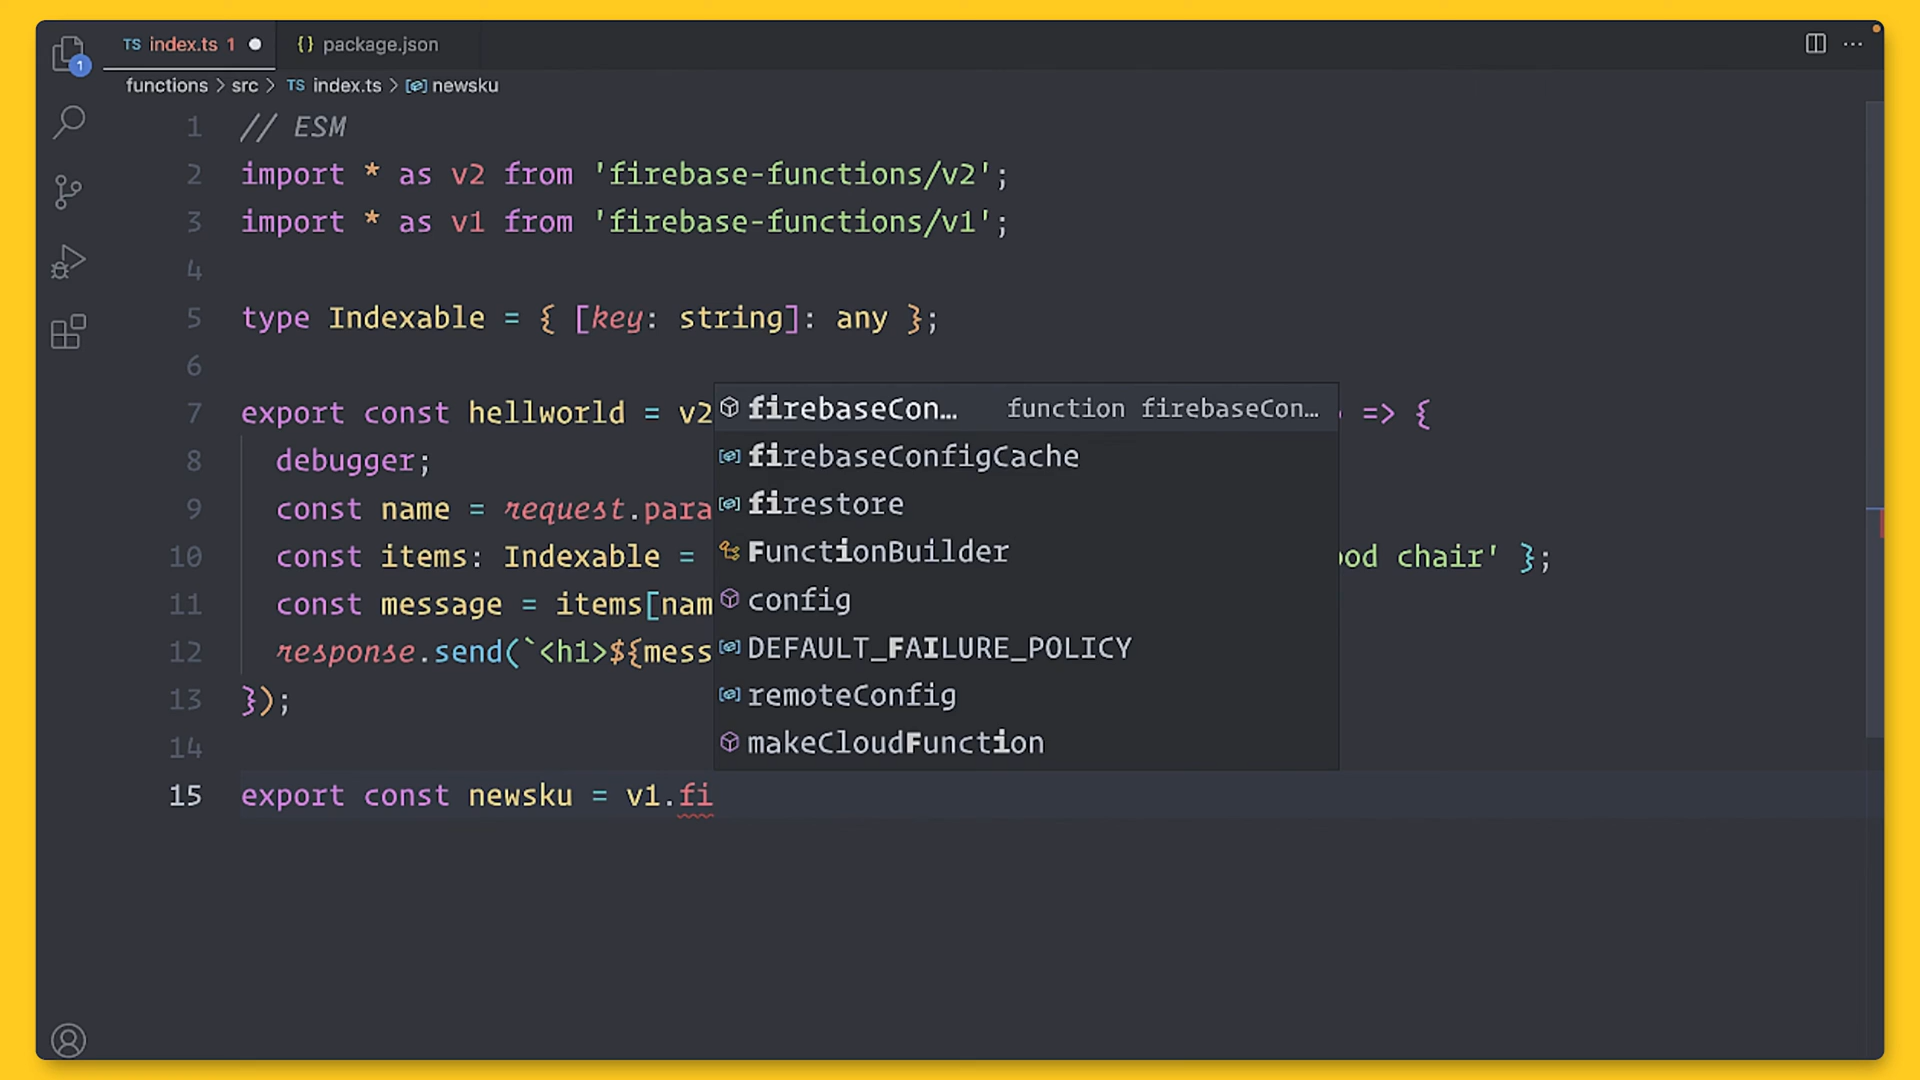 TS index.ts 1 {} package.json
1
functions > src > TS index.ts > newsku
1 // ESM
2 import * as v2 from 'firebase-functions/v2';
3 import * as v1 from 'firebase-functions/v1';
4
5 type Indexable = { [key: string]: any };
6
7 export const hellworld = v2 => {
8 debugger;
9 const name = request.para
10 const items: Indexable = ood chair' };
11 const message = items[nam
12 response.send(`<h1>${mess
13 });
14
15 export const newsku = v1.fi
firebaseCon… function firebaseCon…
firebaseConfigCache
firestore
FunctionBuilder
config
DEFAULT_FAILURE_POLICY
remoteConfig
makeCloudFunction